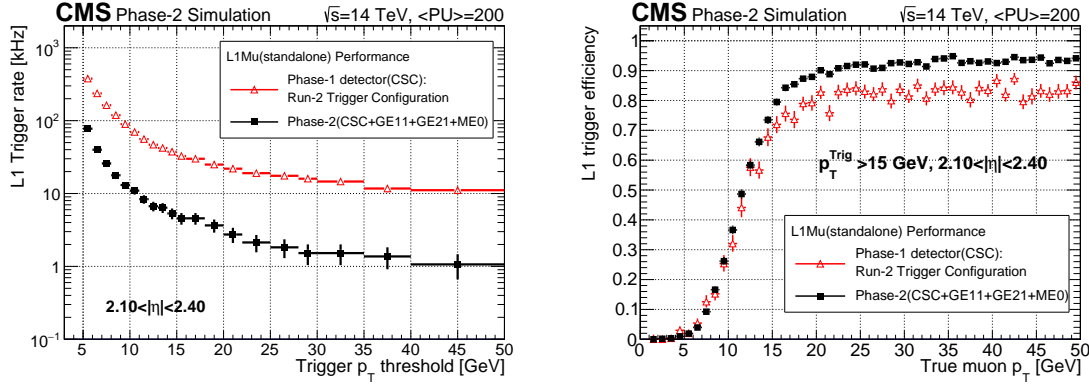 CMS Phase-2 Simulation √s=14 TeV, <PU>=200
L1 Trigger rate [kHz]
10³
10²
10
1
10⁻¹
L1Mu(standalone) Performance
Phase-1 detector(CSC):
Run-2 Trigger Configuration
Phase-2(CSC+GE11+GE21+ME0)
2.10<|η|<2.40
5 10 15 20 25 30 35 40 45 50
Trigger p_T threshold [GeV]
CMS Phase-2 Simulation √s=14 TeV, <PU>=200
L1 trigger efficiency
1
0.9
0.8
0.7
0.6
0.5
0.4
0.3
0.2
0.1
0
p_T^Trig >15 GeV, 2.10<|η|<2.40
L1Mu(standalone) Performance
Phase-1 detector(CSC):
Run-2 Trigger Configuration
Phase-2(CSC+GE11+GE21+ME0)
0 5 10 15 20 25 30 35 40 45 50
True muon p_T [GeV]